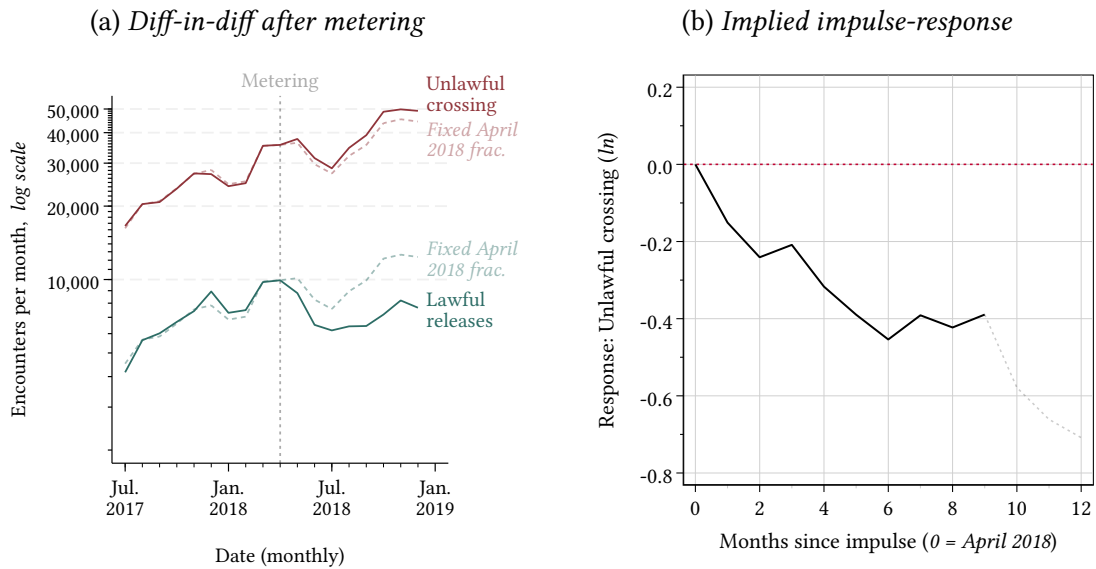 (a) Diff-in-diff after metering
Metering
Unlawful
crossing
Fixed April
2018 frac.
Fixed April
2018 frac.
Lawful
releases
50,000
40,000
30,000
20,000
10,000
Encounters per month, log scale
Jul.
2017
Jan.
2018
Jul.
2018
Jan.
2019
Date (monthly)
(b) Implied impulse-response
0.2
0.0
-0.2
-0.4
-0.6
-0.8
Response: Unlawful crossing (ln)
0 2 4 6 8 10 12
Months since impulse (0 = April 2018)